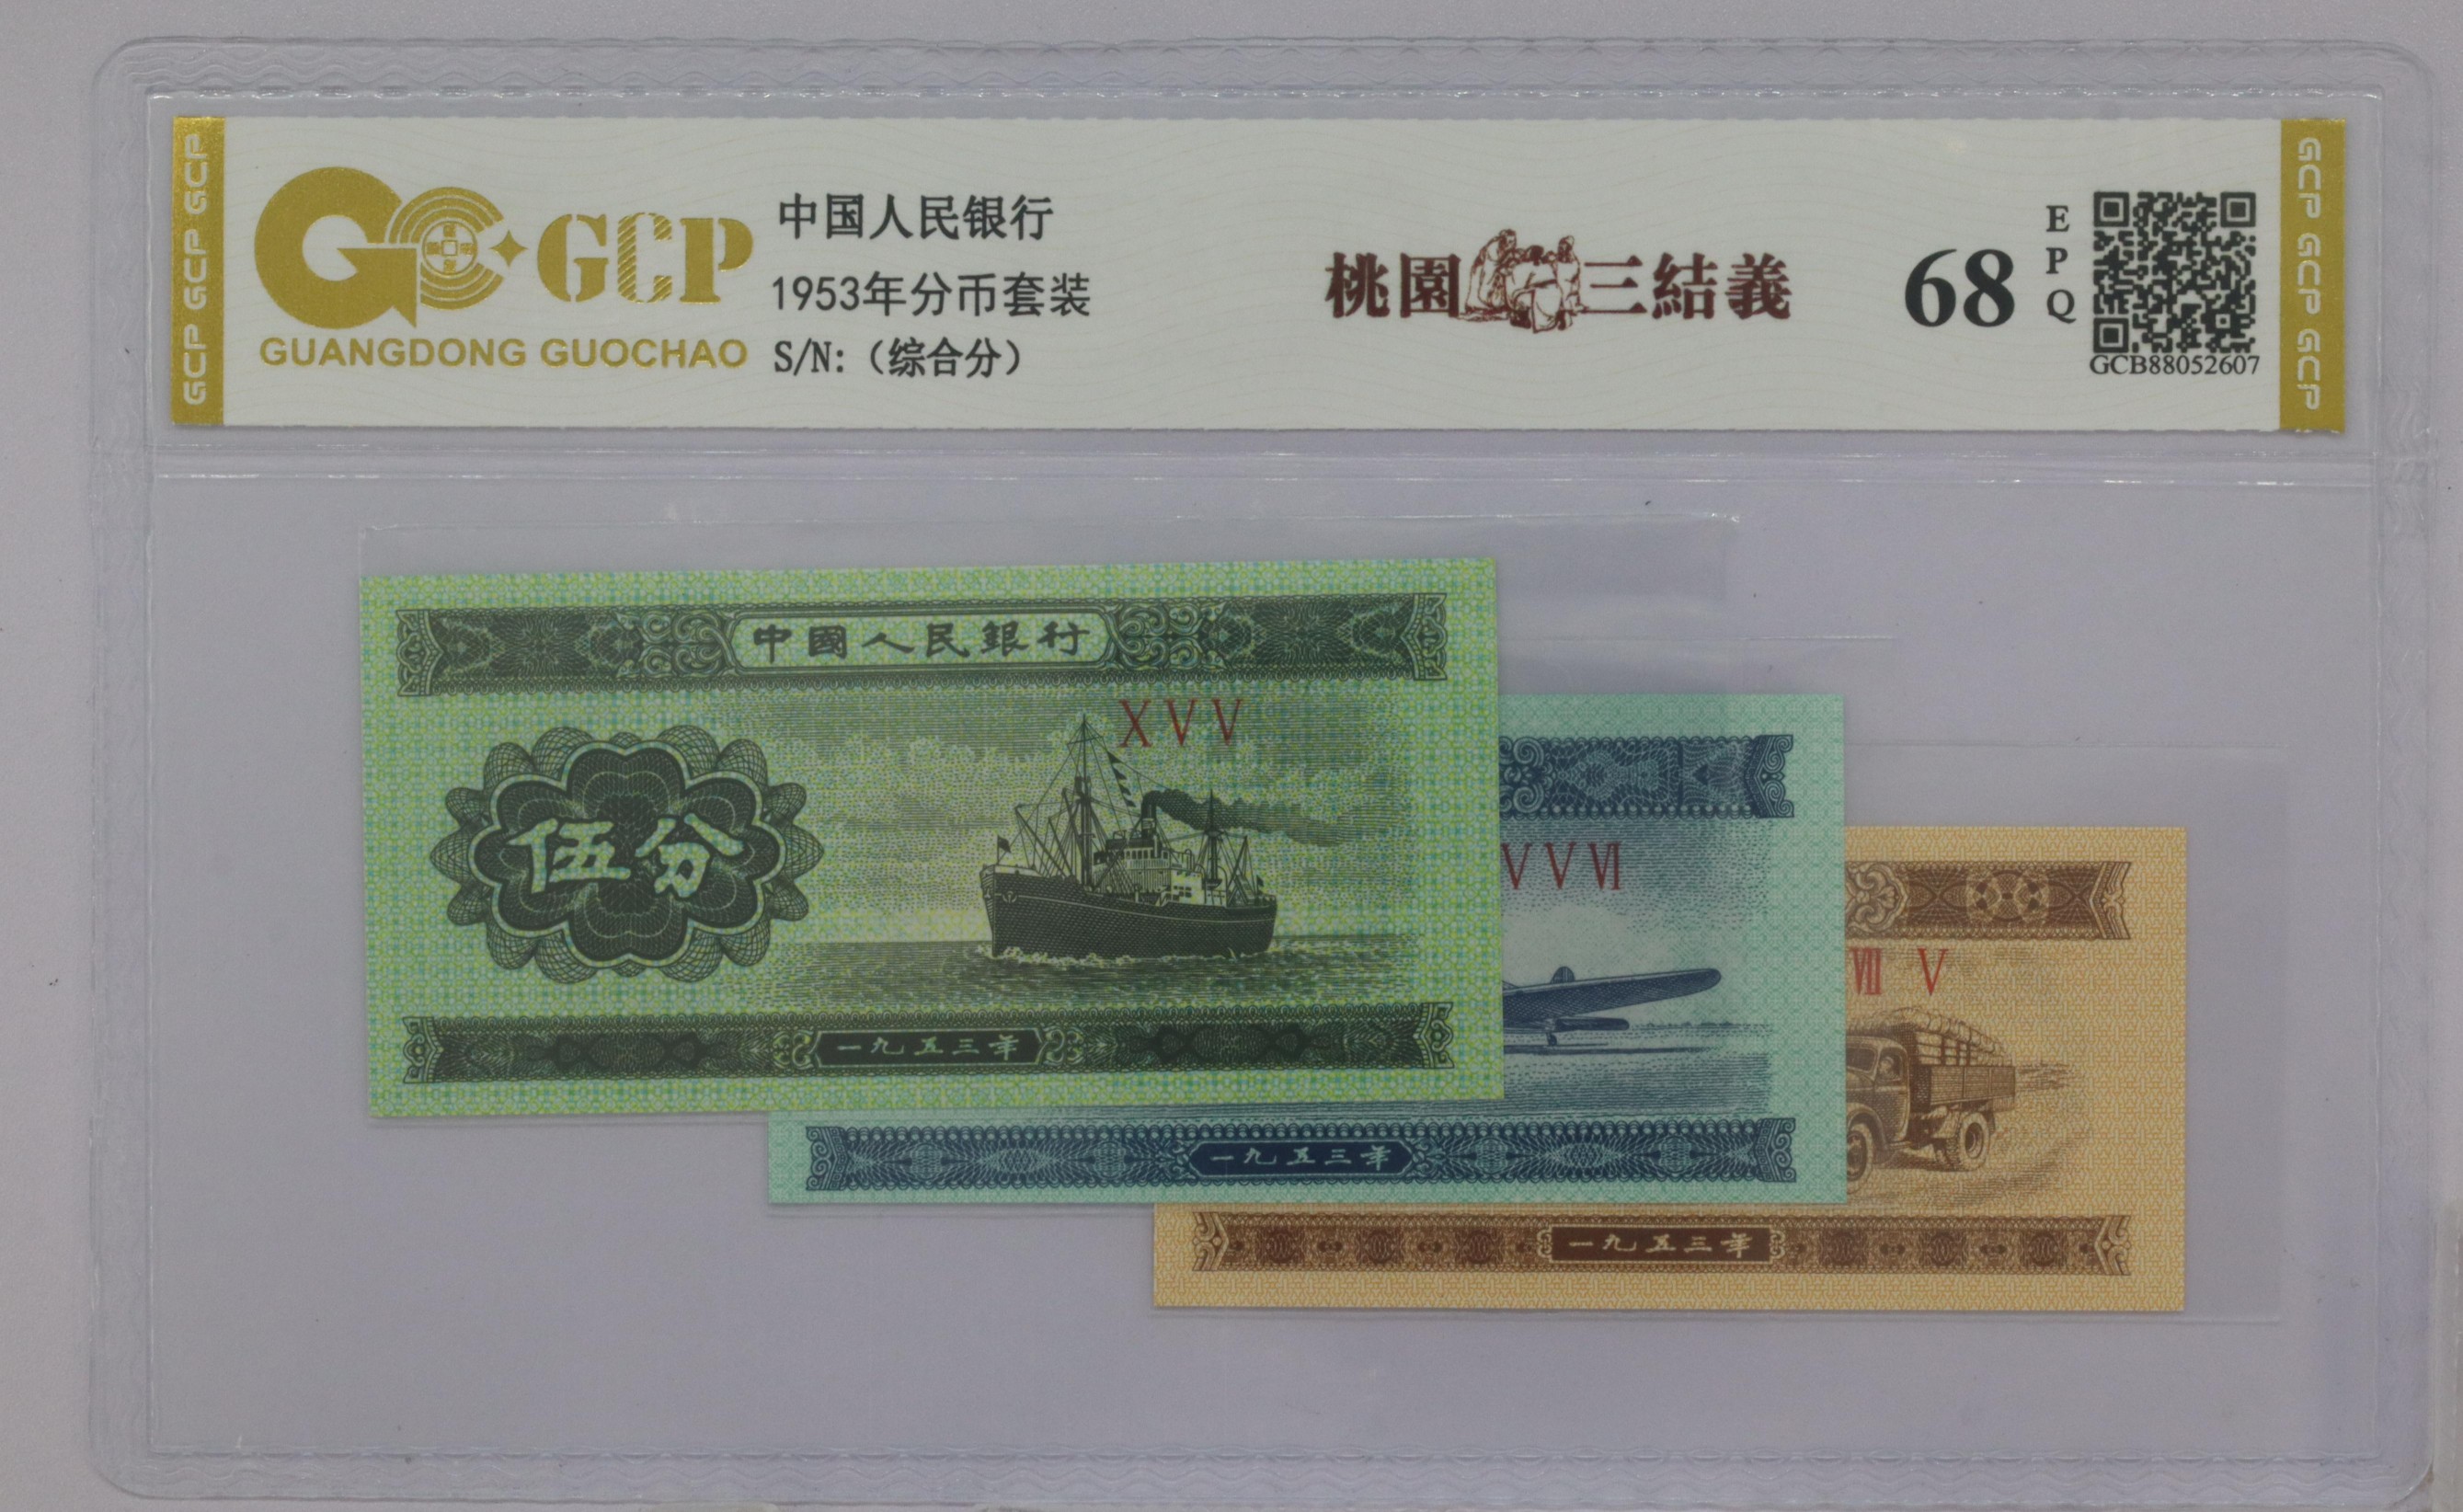 GCP GCP GCP
GCP
GUANGDONG GUOCHAO
中国人民银行
1953年分币套装
S/N:（综合分）
桃園三結義
68
EPQ
GCB88052607
GCP GCP GCP
中國人民銀行
XVV
伍分
一九五三年
VVVI
一九五三年
VIII V
一九五三年